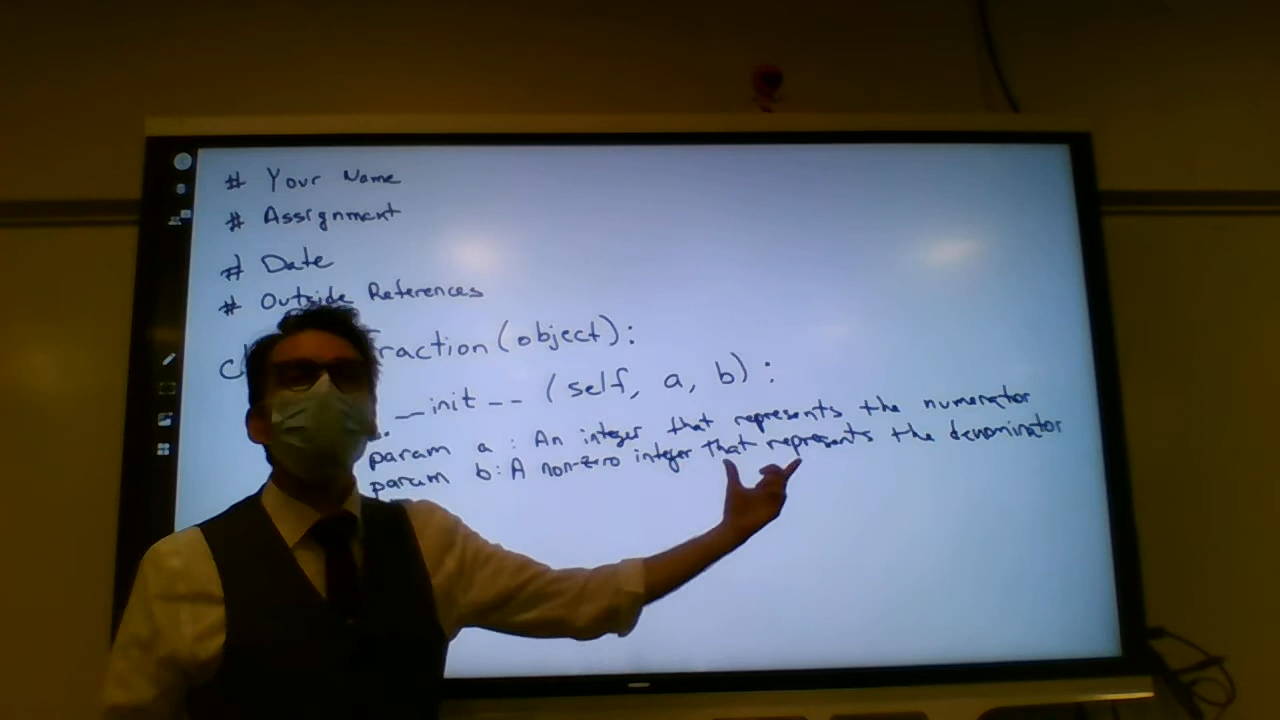 # Your Name
# Assignment
# Date
# Outside References
raction (object):
__init__ (self, a, b):
param a : An integer that represents the numerator
param b: A non-zero integer that represents the denominator